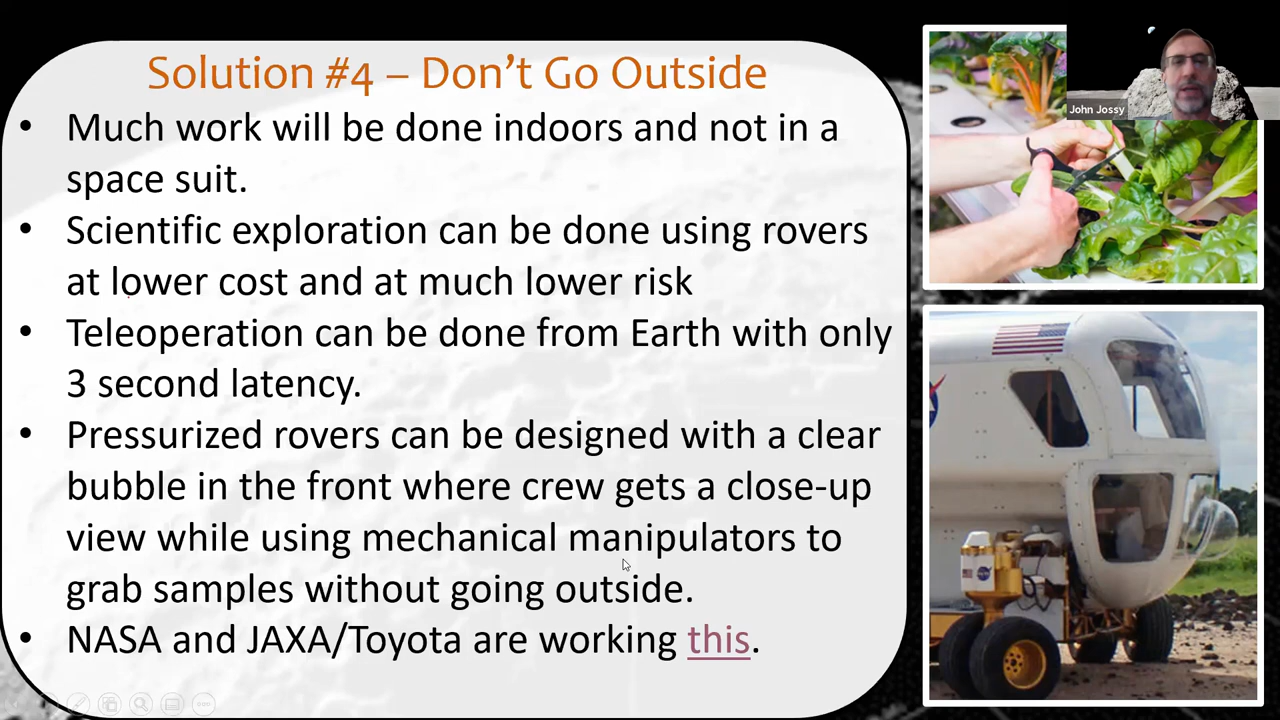 Solution #4 – Don’t Go Outside
• Much work will be done indoors and not in a
space suit.
• Scientific exploration can be done using rovers
at lower cost and at much lower risk
• Teleoperation can be done from Earth with only
3 second latency.
• Pressurized rovers can be designed with a clear
bubble in the front where crew gets a close-up
view while using mechanical manipulators to
grab samples without going outside.
• NASA and JAXA/Toyota are working this.
John Jossy